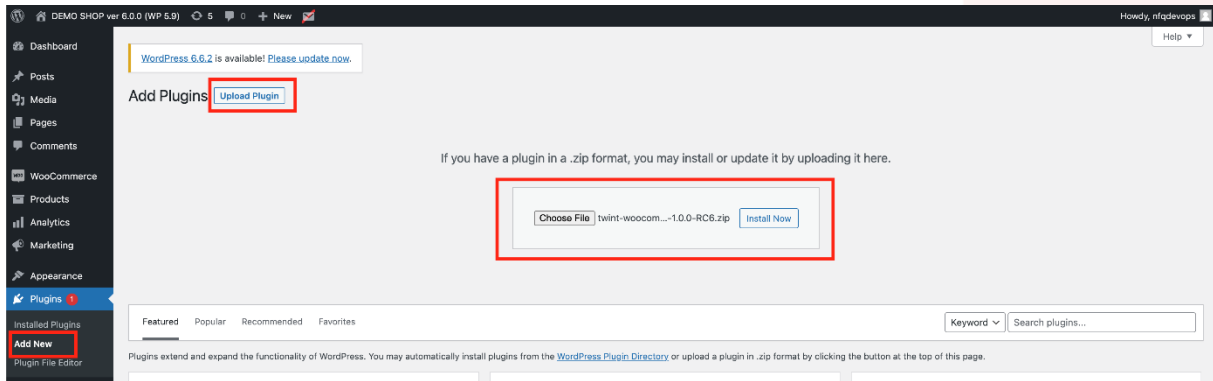 DEMO SHOP ver 6.0.0 (WP 5.9) 5 0 + New Howdy, nfqdevops
Help ▼
Dashboard
Posts
Media
Pages
Comments
WooCommerce
Products
Analytics
Marketing
Appearance
Plugins 1
Installed Plugins
Add New
Plugin File Editor
WordPress 6.6.2 is available! Please update now.
Add Plugins Upload Plugin
If you have a plugin in a .zip format, you may install or update it by uploading it here.
Choose File twint-woocom...-1.0.0-RC6.zip Install Now
Featured Popular Recommended Favorites Keyword Search plugins...
Plugins extend and expand the functionality of WordPress. You may automatically install plugins from the WordPress Plugin Directory or upload a plugin in .zip format by clicking the button at the top of this page.